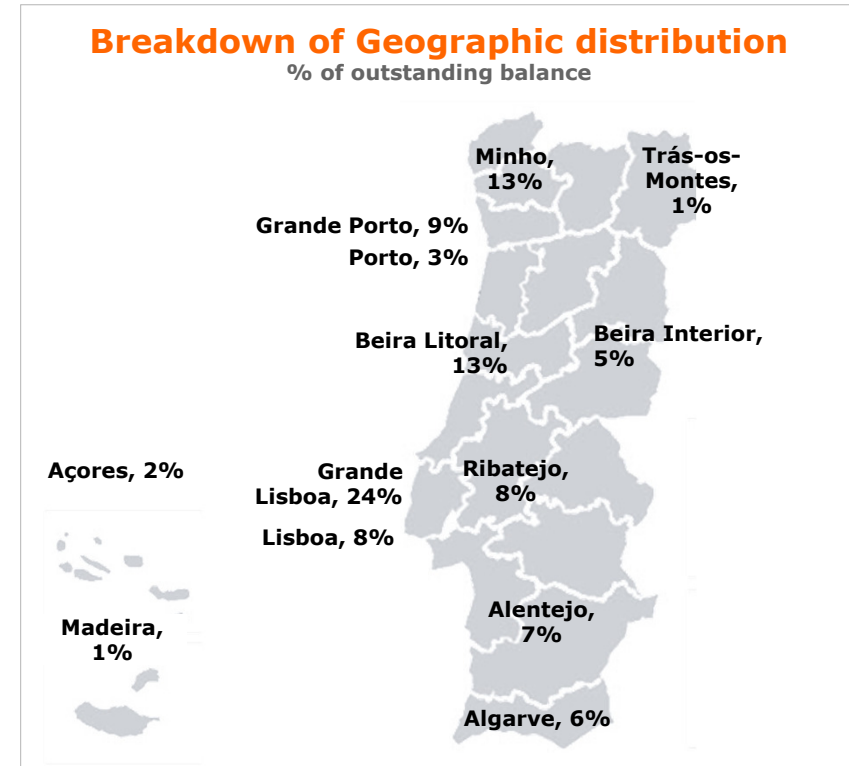 Breakdown of Geographic distribution
% of outstanding balance
Minho,
13%
Trás-os-
Montes,
1%
Grande Porto, 9%
Porto, 3%
Beira Litoral,
13%
Beira Interior,
5%
Açores, 2%
Grande
Lisboa, 24%
Ribatejo,
8%
Lisboa, 8%
Alentejo,
7%
Madeira,
1%
Algarve, 6%